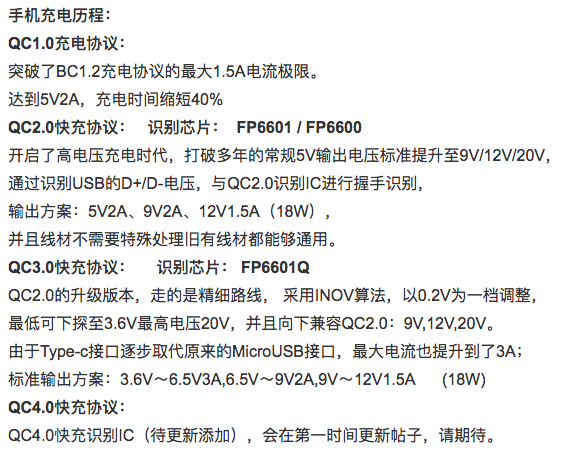 手机充电历程：
QC1.0充电协议：
突破了BC1.2充电协议的最大1.5A电流极限。
达到5V2A，充电时间缩短40%
QC2.0快充协议： 识别芯片： FP6601 / FP6600
开启了高电压充电时代，打破多年的常规5V输出电压标准提升至9V/12V/20V，
通过识别USB的D+/D-电压，与QC2.0识别IC进行握手识别，
输出方案：5V2A、9V2A、12V1.5A（18W），
并且线材不需要特殊处理旧有线材都能够通用。
QC3.0快充协议： 识别芯片： FP6601Q
QC2.0的升级版本，走的是精细路线， 采用INOV算法，以0.2V为一档调整，
最低可下探至3.6V最高电压20V，并且向下兼容QC2.0：9V,12V,20V。
由于Type-c接口逐步取代原来的MicroUSB接口，最大电流也提升到了3A；
标准输出方案：3.6V～6.5V3A,6.5V～9V2A,9V～12V1.5A （18W)
QC4.0快充协议：
QC4.0快充识别IC（待更新添加），会在第一时间更新帖子，请期待。